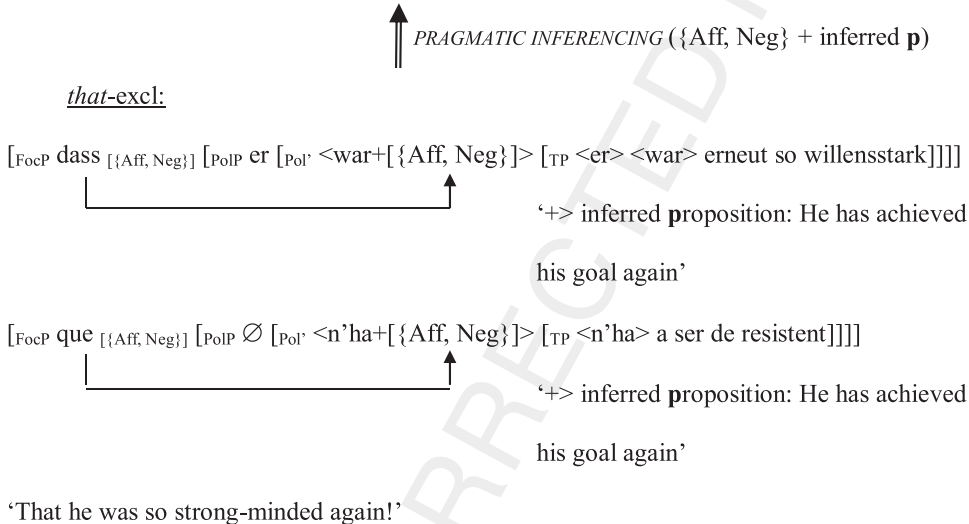 PRAGMATIC INFERENCING ({Aff, Neg} + inferred p)
that-excl:
[FocP dass [{Aff, Neg}] [PolP er [Pol’ <war+[{Aff, Neg}]> [TP <er> <war> erneut so willensstark]]]]
‘+> inferred proposition: He has achieved
his goal again’
[FocP que [{Aff, Neg}] [PolP ∅ [Pol’ <n’ha+[{Aff, Neg}]> [TP <n’ha> a ser de resistent]]]]
‘+> inferred proposition: He has achieved
his goal again’
‘That he was so strong-minded again!’